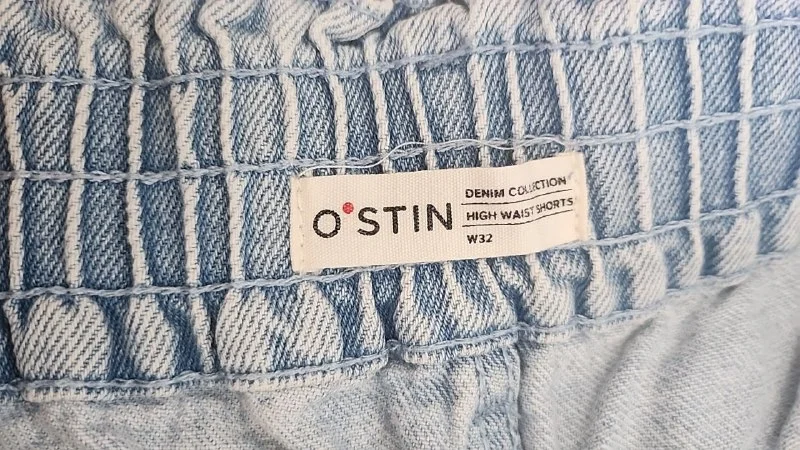 O'STIN
DENIM COLLECTION
HIGH WAIST SHORTS
W32